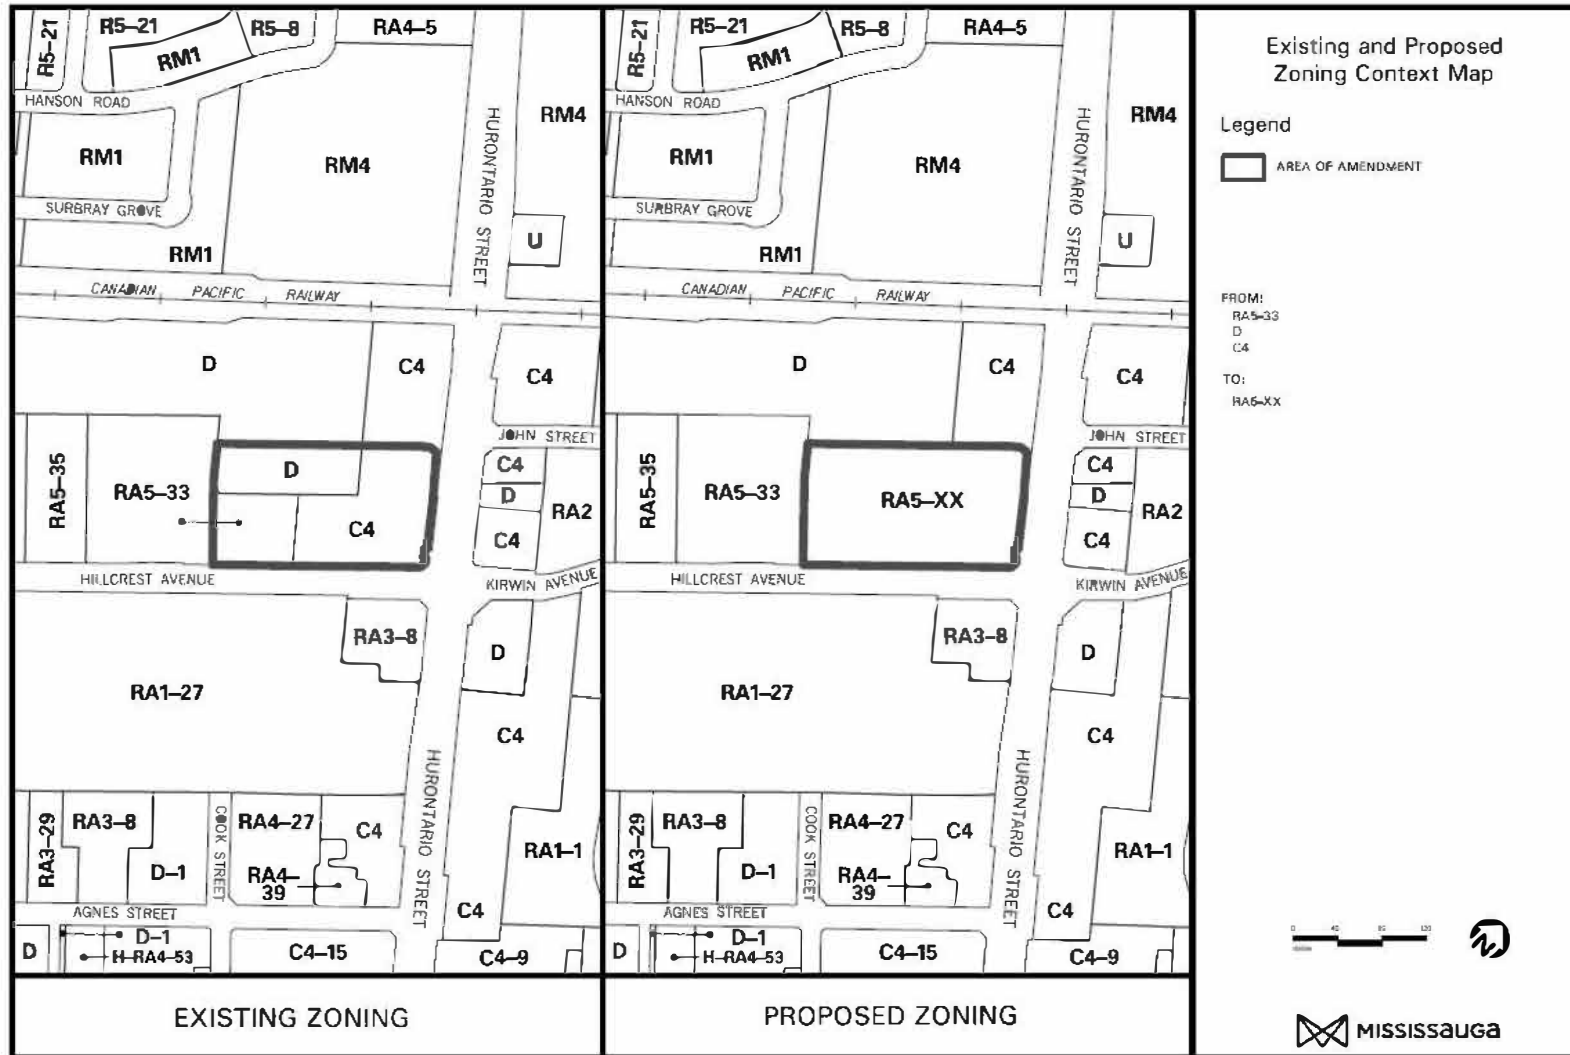 R5–21
R5–21
R5–8
RA4–5
RM1
HANSON ROAD
HURONTARIO STREET
RM4
RM1
RM4
SURBRAY GROVE
U
RM1
CANADIAN PACIFIC RAILWAY
D
C4
C4
JOHN STREET
C4
D
RA5–35
RA5–33
D
RA2
C4
C4
HILLCREST AVENUE
KIRWIN AVENUE
RA3–8
D
RA1–27
C4
HURONTARIO STREET
RA3–29
RA3–8
COOK STREET
RA4–27
C4
RA1–1
D–1
RA4–
39
AGNES STREET
C4
D–1
D
H–RA4–53
C4–15
C4–9
EXISTING ZONING
R5–21
R5–21
R5–8
RA4–5
RM1
HANSON ROAD
HURONTARIO STREET
RM4
RM1
RM4
SURBRAY GROVE
U
RM1
CANADIAN PACIFIC RAILWAY
D
C4
C4
JOHN STREET
C4
RA5–35
RA5–33
RA5–XX
D
RA2
C4
HILLCREST AVENUE
KIRWIN AVENUE
RA3–8
D
RA1–27
C4
HURONTARIO STREET
RA3–29
RA3–8
COOK STREET
RA4–27
C4
RA1–1
D–1
RA4–
39
AGNES STREET
C4
D–1
D
H–RA4–53
C4–15
C4–9
PROPOSED ZONING
Existing and Proposed
Zoning Context Map
Legend
AREA OF AMENDMENT
FROM:
RA5–33
D
C4
TO:
RA5–XX
0 40 120
MISSISSAUGA